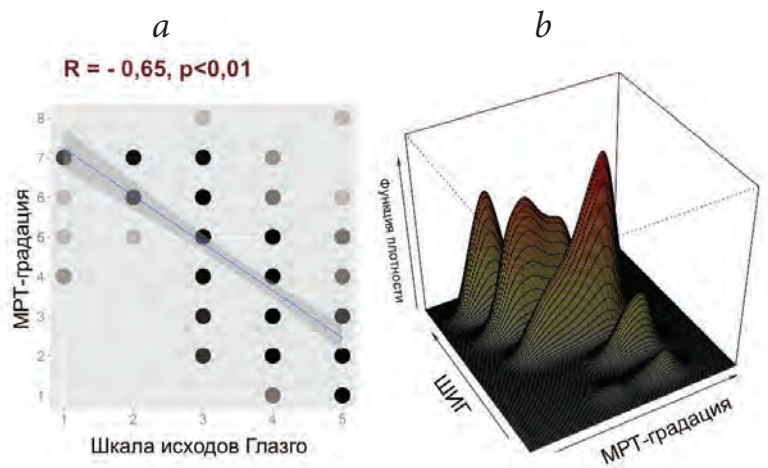 a
R = - 0,65, p<0,01
МРТ-градация
8
7
6
5
4
3
2
1
1 2 3 4 5
Шкала исходов Глазго
b
Функция плотности
ШИГ
МРТ-градация